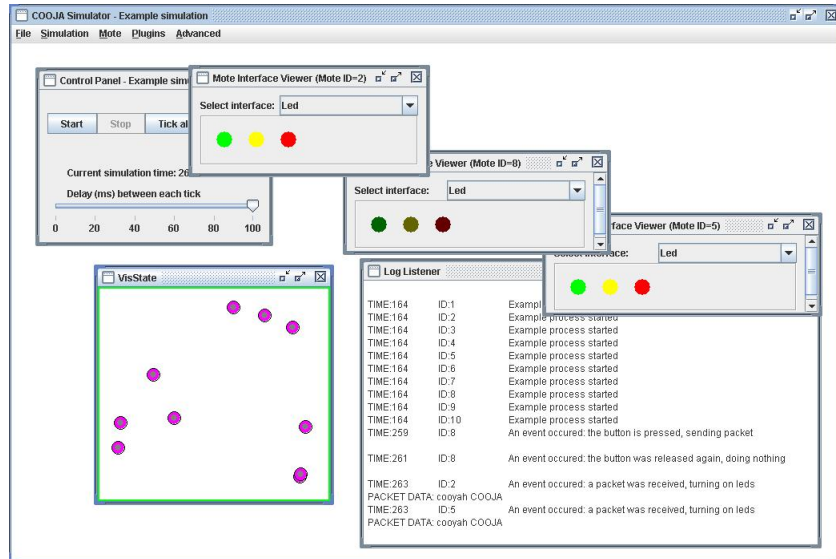 COOJA Simulator - Example simulation
File Simulation Mote Plugins Advanced
Control Panel - Example simu
Start Stop Tick al
Current simulation time: 26
Delay (ms) between each tick
0 20 40 60 80 100
Mote Interface Viewer (Mote ID=2)
Select interface: Led
Viewer (Mote ID=8)
Select interface: Led
rface Viewer (Mote ID=5)
Led
VisState
Log Listener
TIME:164 ID:1 Exampl
TIME:164 ID:2 Example process started
TIME:164 ID:3 Example process started
TIME:164 ID:4 Example process started
TIME:164 ID:5 Example process started
TIME:164 ID:6 Example process started
TIME:164 ID:7 Example process started
TIME:164 ID:8 Example process started
TIME:164 ID:9 Example process started
TIME:164 ID:10 Example process started
TIME:259 ID:8 An event occured: the button is pressed, sending packet
TIME:261 ID:8 An event occured: the button was released again, doing nothing
TIME:263 ID:2 An event occured: a packet was received, turning on leds
PACKET DATA: cooyah COOJA
TIME:263 ID:5 An event occured: a packet was received, turning on leds
PACKET DATA: cooyah COOJA